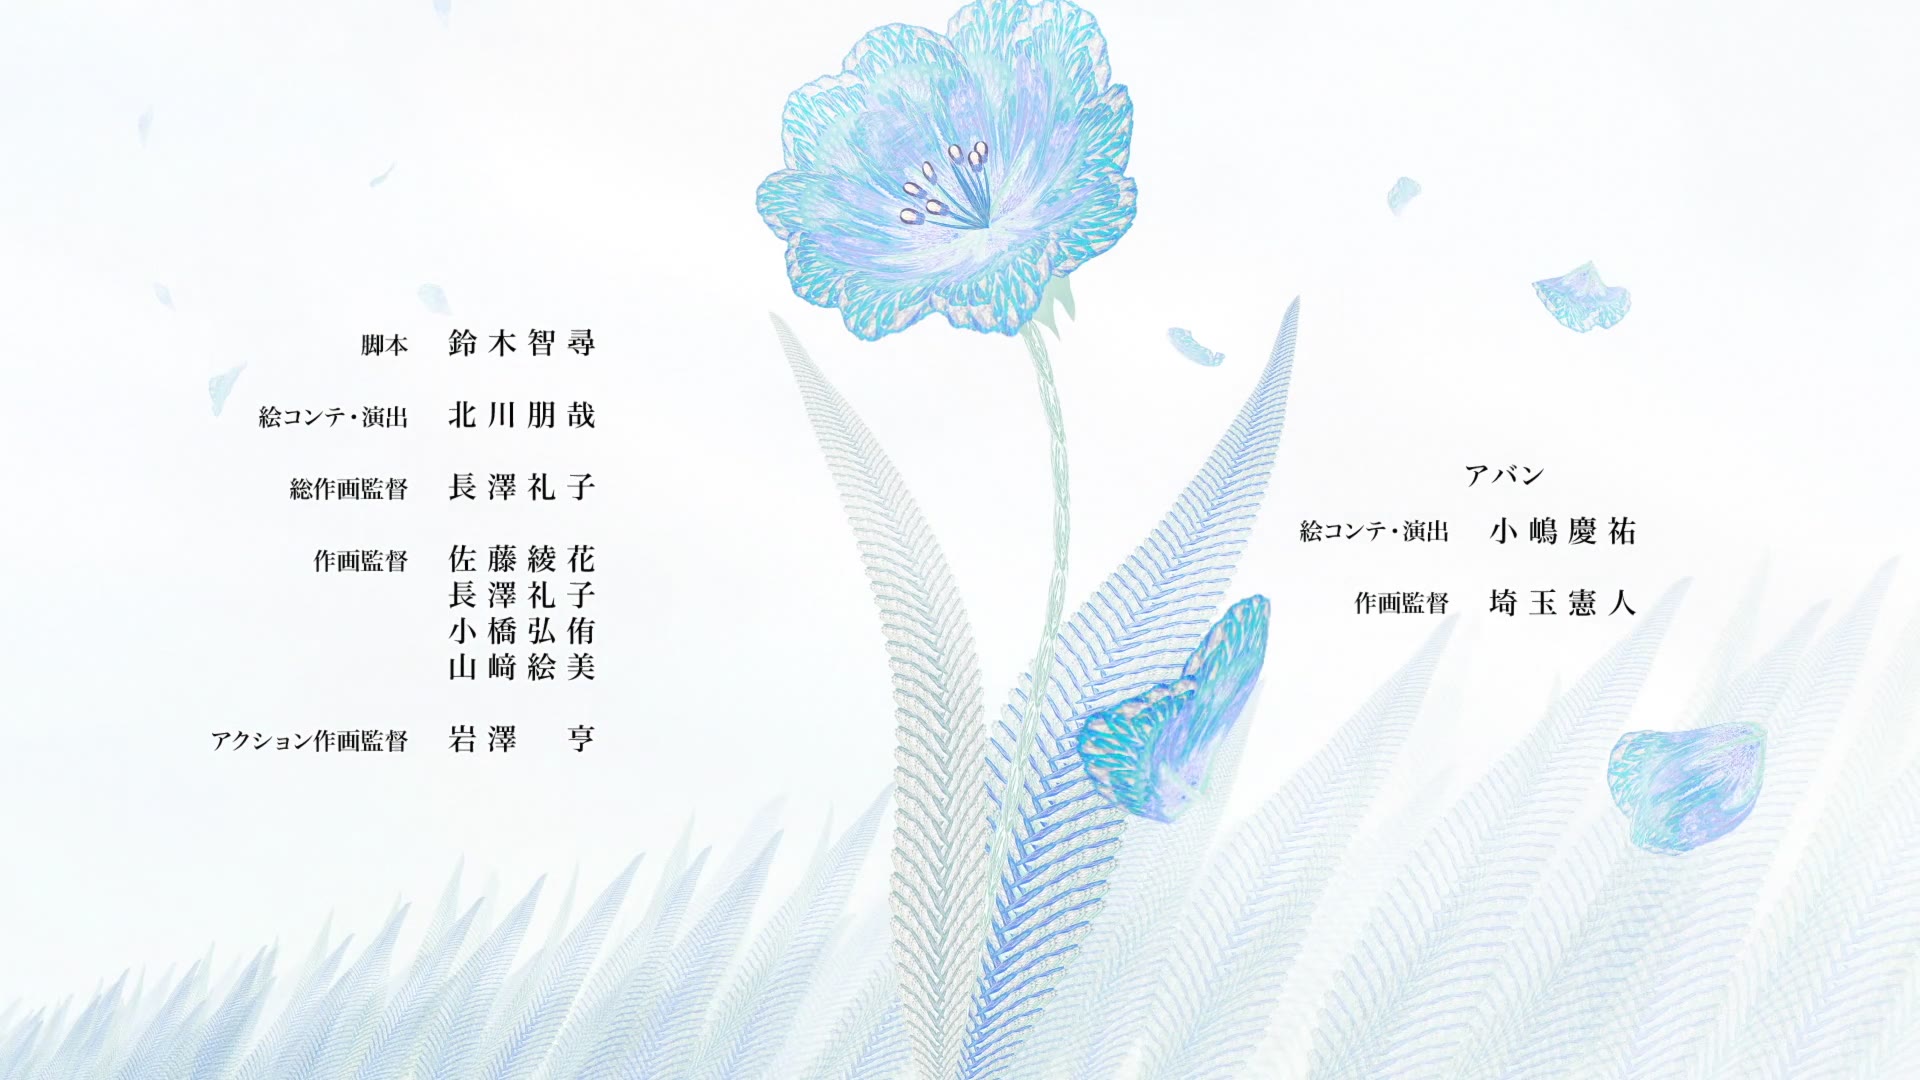 脚本 鈴木智尋
絵コンテ・演出 北川朋哉
総作画監督 長澤礼子
作画監督 佐藤綾花
長澤礼子
小橋弘侑
山﨑絵美
アクション作画監督 岩澤 亨
アバン
絵コンテ・演出 小嶋慶祐
作画監督 埼玉憲人